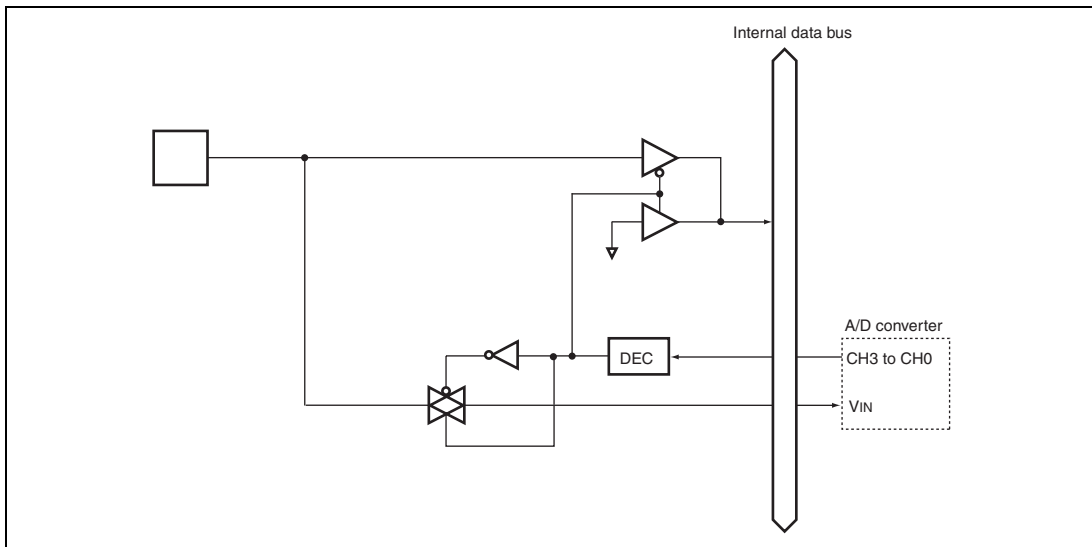 Internal data bus
A/D converter
DEC
CH3 to CH0
VIN